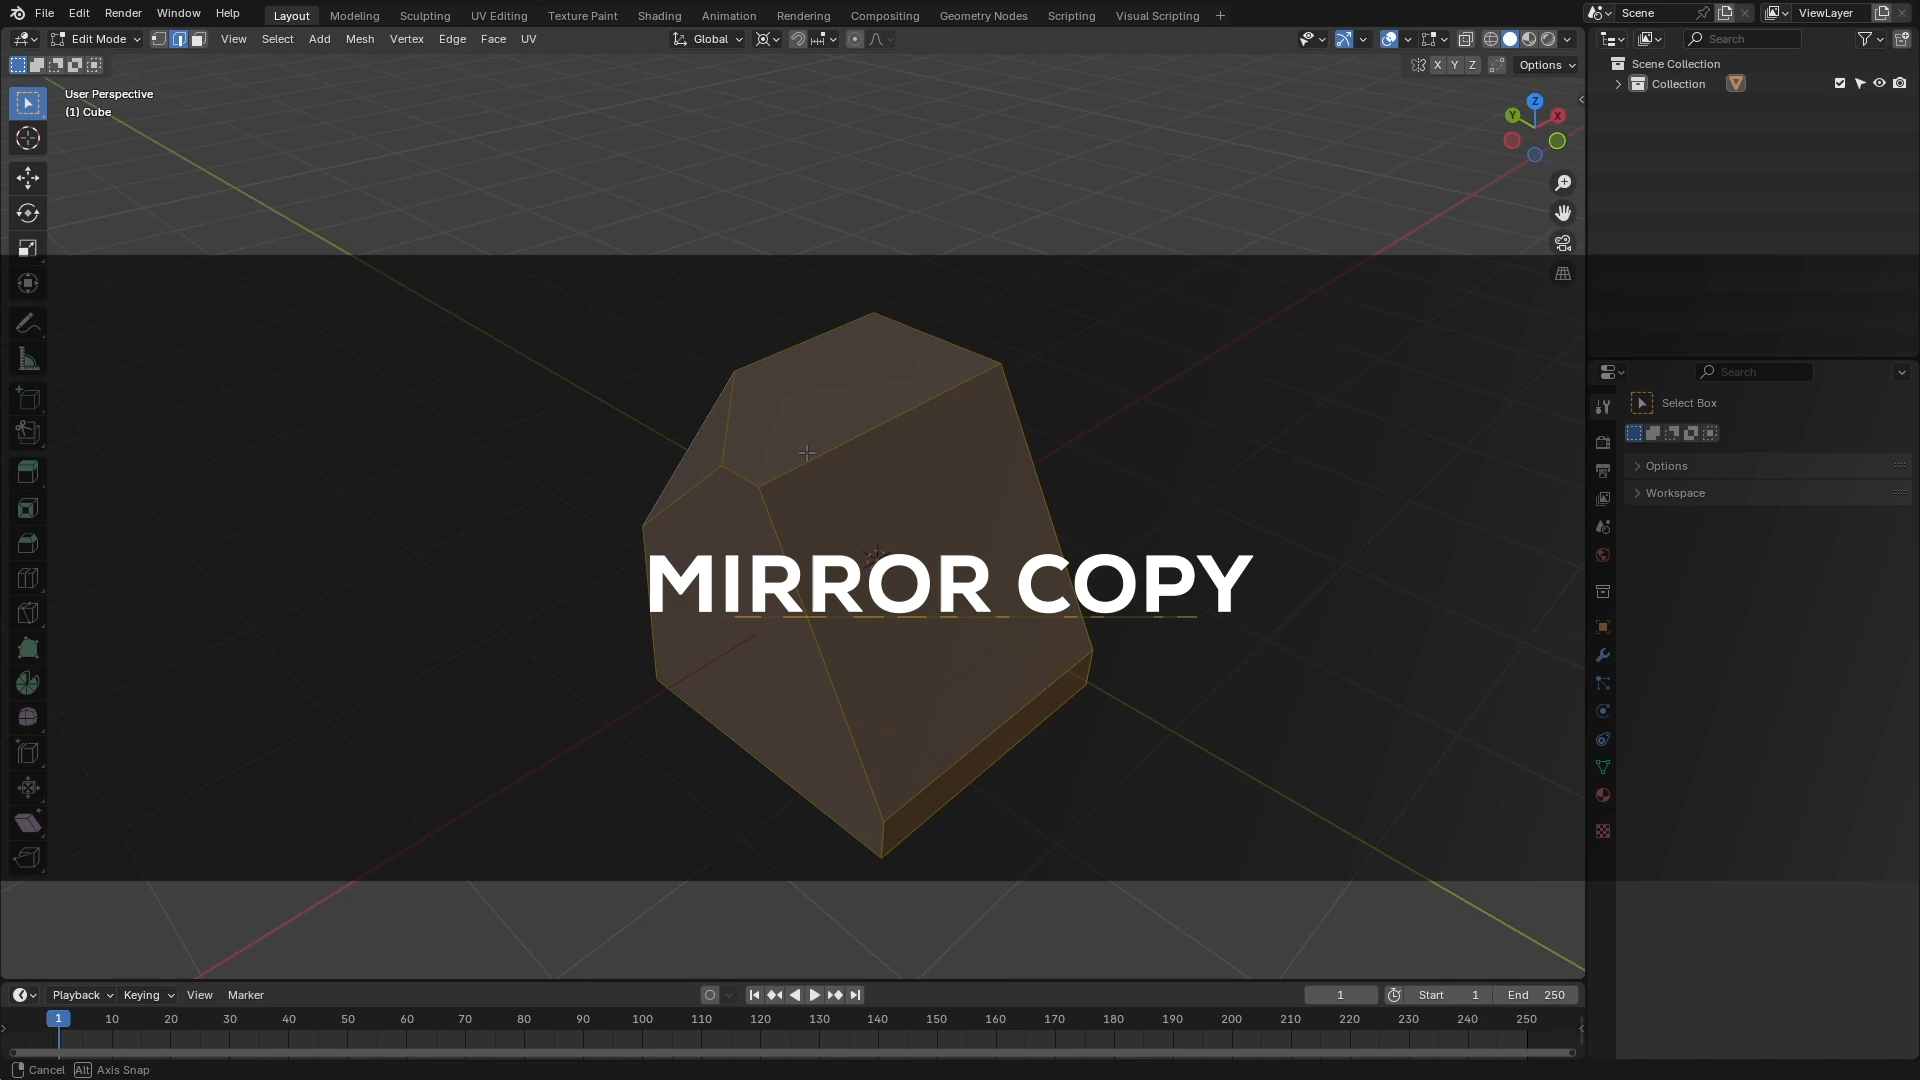 File Edit Render Window Help Layout Modeling Sculpting UV Editing Texture Paint Shading Animation Rendering Compositing Geometry Nodes Scripting Visual Scripting + Scene ViewLayer
Edit Mode View Select Add Mesh Vertex Edge Face UV Global Search
X Y Z Options
Scene Collection
Collection
User Perspective
(1) Cube
Z
Y X
Search
Select Box
Options
Workspace
MIRROR COPY
Playback Keying View Marker 1 Start 1 End 250
1 10 20 30 40 50 60 70 80 90 100 110 120 130 140 150 160 170 180 190 200 210 220 230 240 250
Cancel Alt Axis Snap